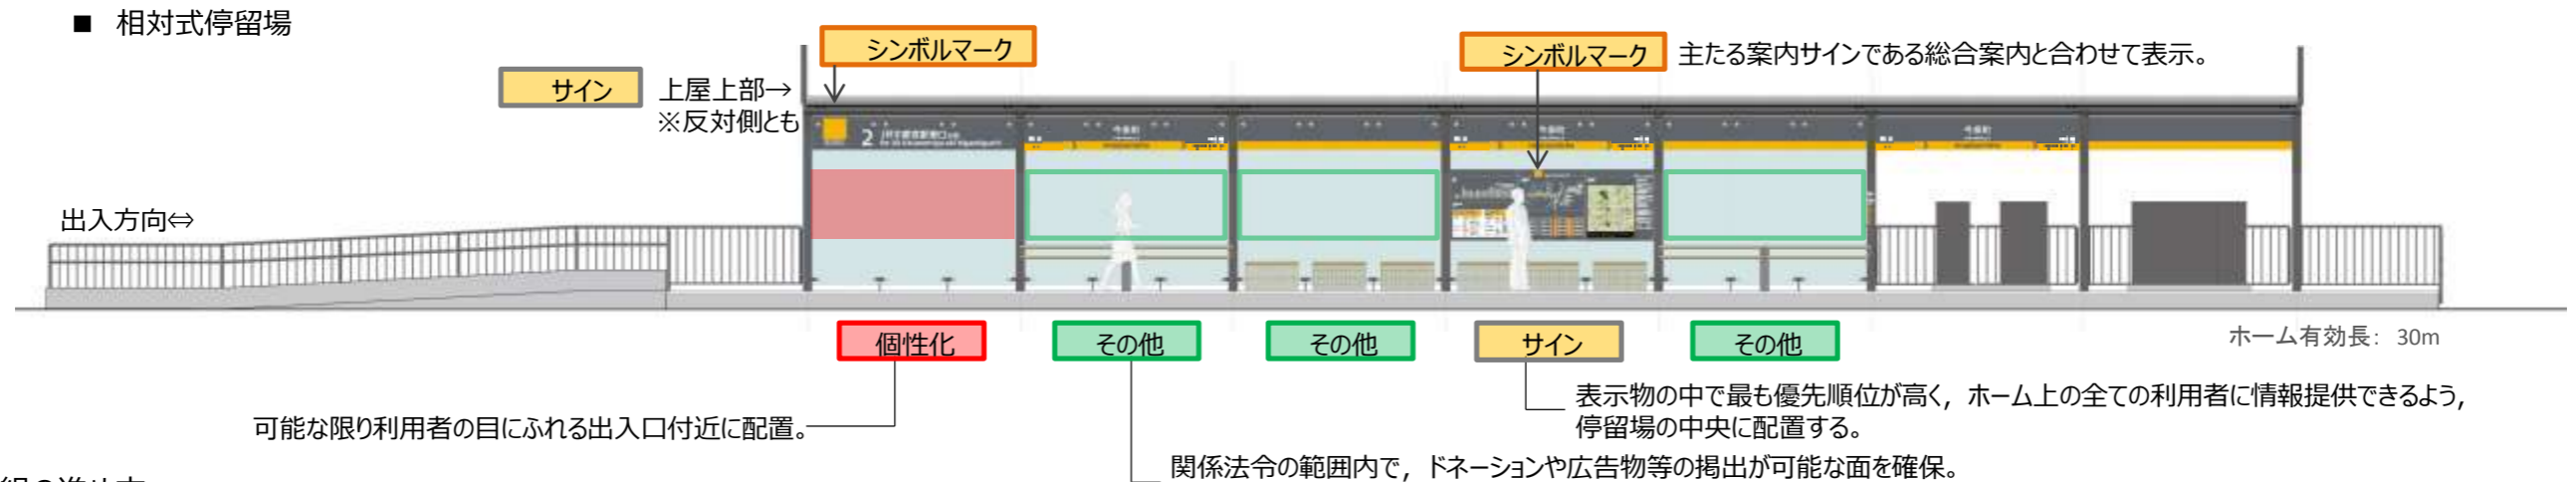 ■ 相対式停留場
シンボルマーク
シンボルマーク 主たる案内サインである総合案内と合わせて表示。
サイン 上屋上部→
※反対側とも
2
出入方向⇔
個性化
その他
その他
サイン
その他
ホーム有効長： 30m
可能な限り利用者の目にふれる出入口付近に配置。
表示物の中で最も優先順位が高く，ホーム上の全ての利用者に情報提供できるよう，
停留場の中央に配置する。
関係法令の範囲内で，ドネーションや広告物等の掲出が可能な面を確保。